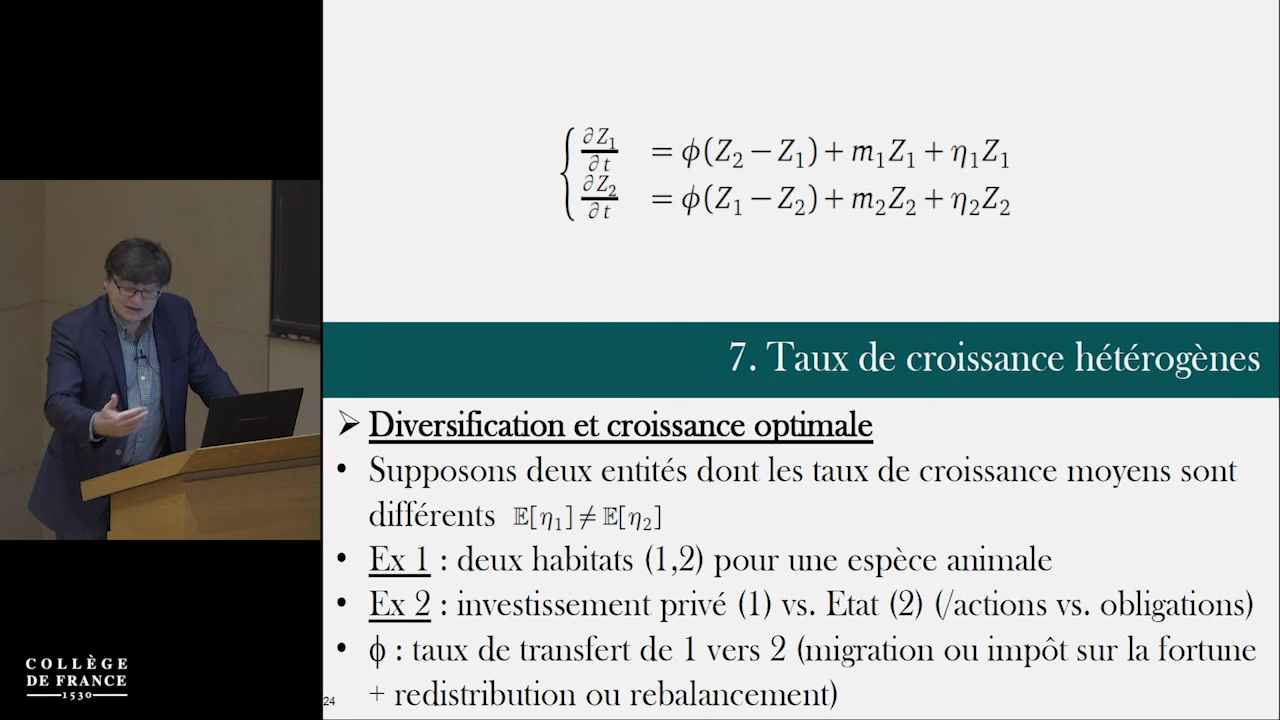 ∂Z₁/∂t = ϕ(Z₂ − Z₁) + m₁Z₁ + η₁Z₁
∂Z₂/∂t = ϕ(Z₁ − Z₂) + m₂Z₂ + η₂Z₂
7. Taux de croissance hétérogènes
➢ Diversification et croissance optimale
• Supposons deux entités dont les taux de croissance moyens sont
différents 𝔼[η₁] ≠ 𝔼[η₂]
• Ex 1 : deux habitats (1,2) pour une espèce animale
• Ex 2 : investissement privé (1) vs. Etat (2) (/actions vs. obligations)
• ϕ : taux de transfert de 1 vers 2 (migration ou impôt sur la fortune
+ redistribution ou rebalancement)
24
COLLÈGE
DE FRANCE
1530